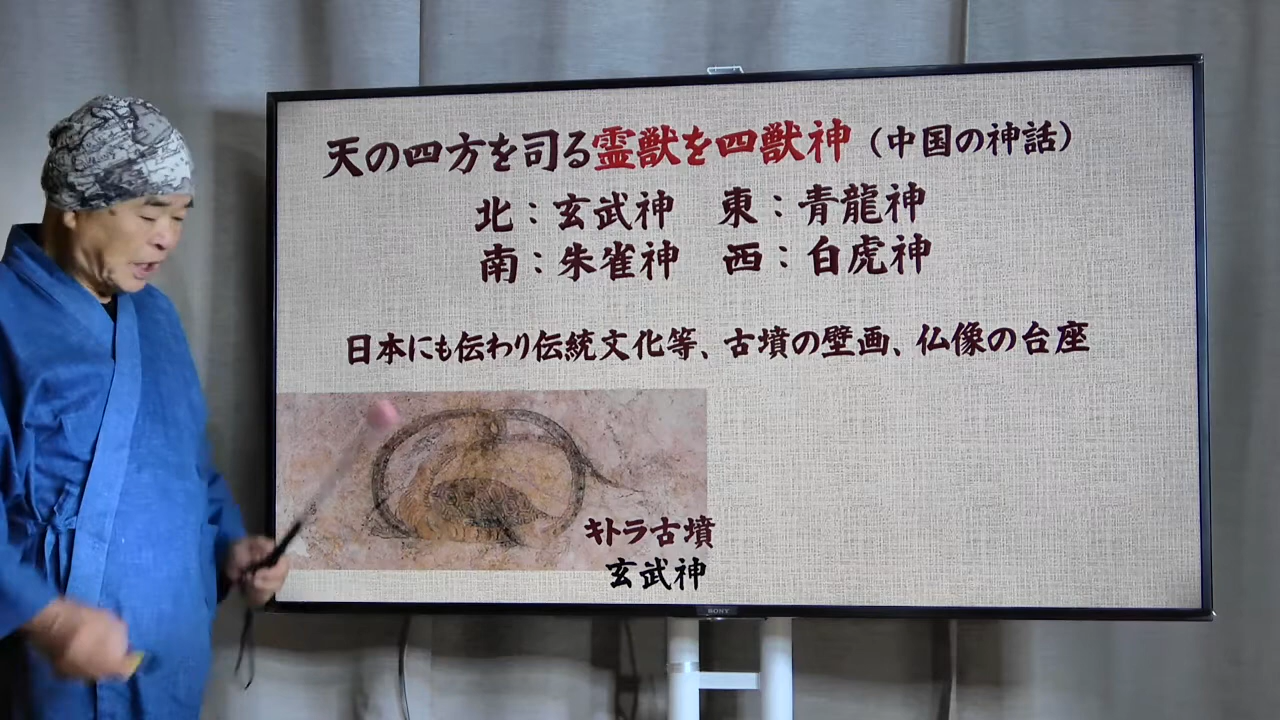 天の四方を司る霊獣を四獣神（中国の神話）
北：玄武神　東：青龍神
南：朱雀神　西：白虎神
日本にも伝わり伝統文化等、古墳の壁画、仏像の台座
キトラ古墳
玄武神
SONY